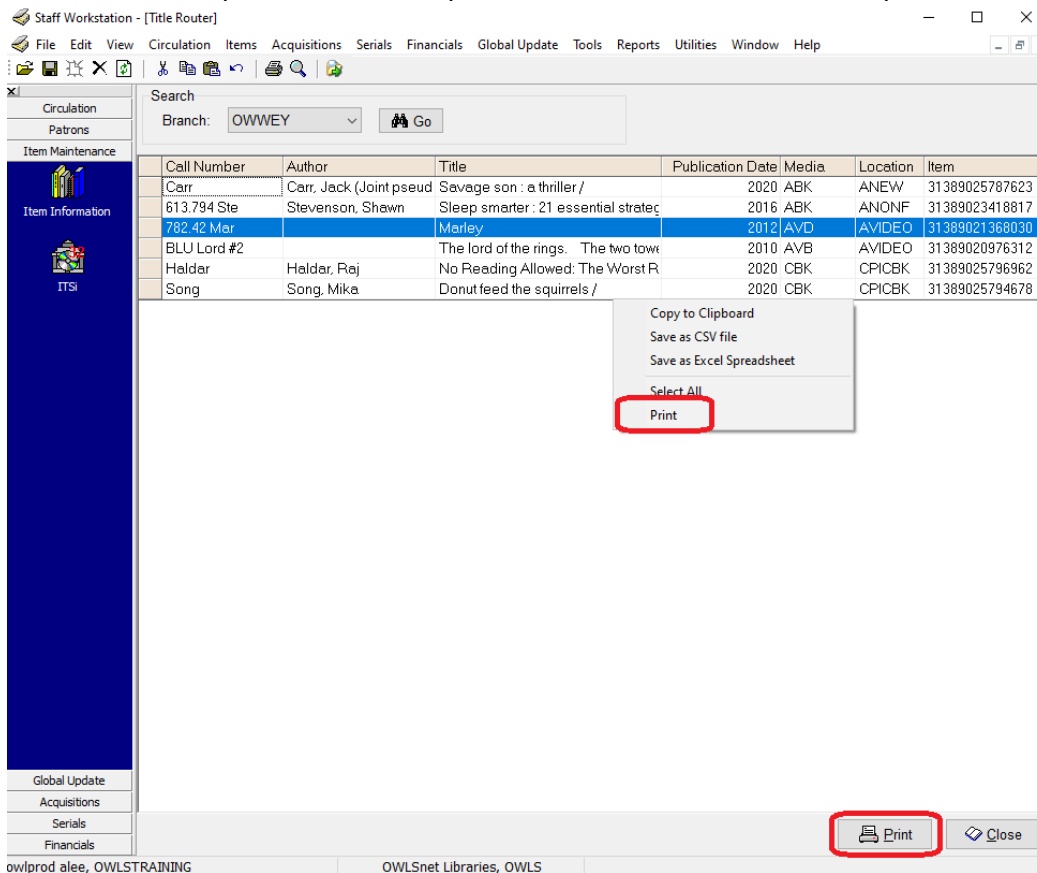 Staff Workstation - [Title Router]
File Edit View Circulation Items Acquisitions Serials Financials Global Update Tools Reports Utilities Window Help
Circulation
Patrons
Item Maintenance
Item Information
ITSi
Search
Branch: OWWEY Go
Call Number Author Title Publication Date Media Location Item
Carr Carr, Jack (Joint pseud Savage son : a thriller / 2020 ABK ANEW 31389025787623
613.794 Ste Stevenson, Shawn Sleep smarter : 21 essential strateg 2016 ABK ANONF 31389023418817
782.42 Mar Marley 2012 AVD AVIDEO 31389021368030
BLU Lord #2 The lord of the rings. The two towe 2010 AVB AVIDEO 31389020976312
Haldar Haldar, Raj No Reading Allowed: The Worst R 2020 CBK CPICBK 31389025796962
Song Song, Mika Donut feed the squirrels / 2020 CBK CPICBK 31389025794678
Copy to Clipboard
Save as CSV file
Save as Excel Spreadsheet
Select All
Print
Global Update
Acquisitions
Serials
Financials
Print Close
owlprod alee, OWLSTRAINING OWLSnet Libraries, OWLS